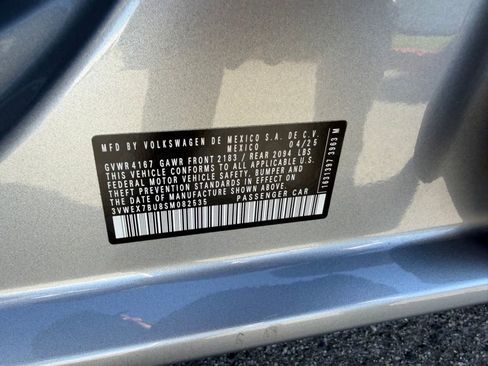 MFD BY VOLKSWAGEN DE MEXICO S.A. DE C.V.
MEXICO 04/25
GVWR 4167 GAWR FRONT 2183 / REAR 2094 LBS
THIS VEHICLE CONFORMS TO ALL APPLICABLE U.S.
FEDERAL MOTOR VEHICLE SAFETY, BUMPER AND
THEFT PREVENTION STANDARDS IN EFFECT ON
THE DATE OF MANUFACTURE SHOWN ABOVE.
3VWEX7BU8SM082535 PASSENGER CAR
1637397 3963 M